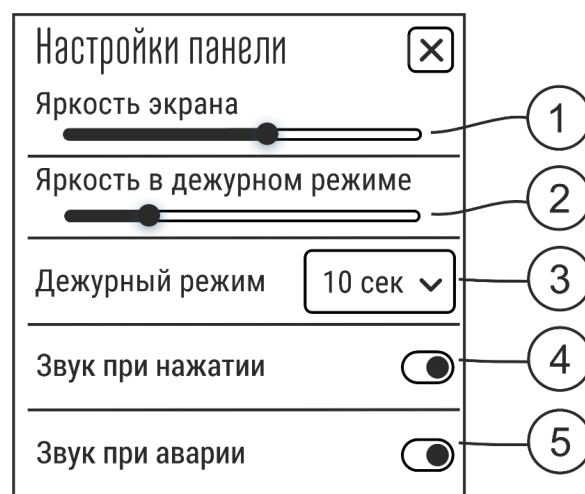 Настройки панели
Яркость экрана
1
Яркость в дежурном режиме
2
Дежурный режим 10 сек
3
Звук при нажатии
4
Звук при аварии
5